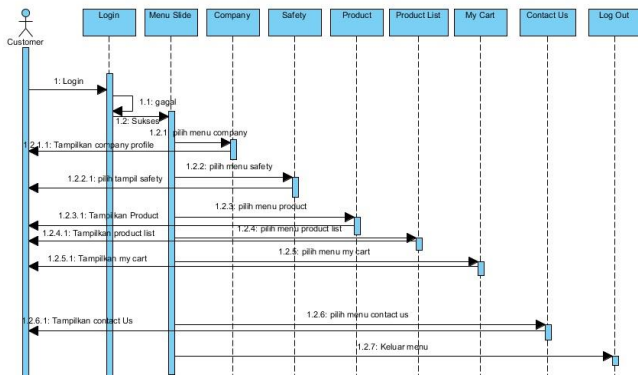 Login
Menu Slide
Company
Safety
Product
Product List
My Cart
Contact Us
Log Out
Customer
1: Login
1.1: gagal
1.2: Sukses
1.2.1: pilih menu company
1.2.1.1: Tampilkan company profile
1.2.2: pilih menu safety
1.2.2.1: pilih tampil safety
1.2.3: pilih menu product
1.2.3.1: Tampilkan Product
1.2.4: pilih menu product list
1.2.4.1: Tampilkan product list
1.2.5: pilih menu my cart
1.2.5.1: Tampilkan my cart
1.2.6: pilih menu contact us
1.2.6.1: Tampilkan contact Us
1.2.7: Keluar menu